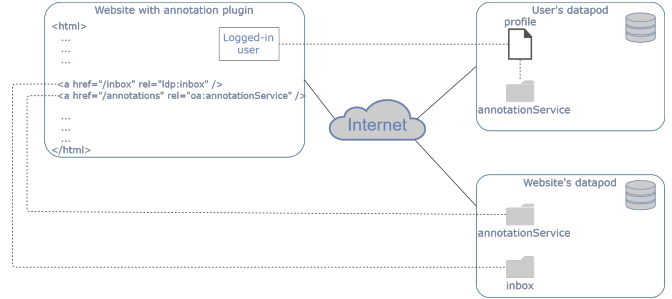 Website with annotation plugin
<html>
...
...
...
Logged-in
user
<a href="/inbox" rel="ldp:inbox" />
<a href="/annotations" rel="oa:annotationService" />
...
...
...
</html>
Internet
User's datapod
profile
annotationService
Website's datapod
annotationService
inbox